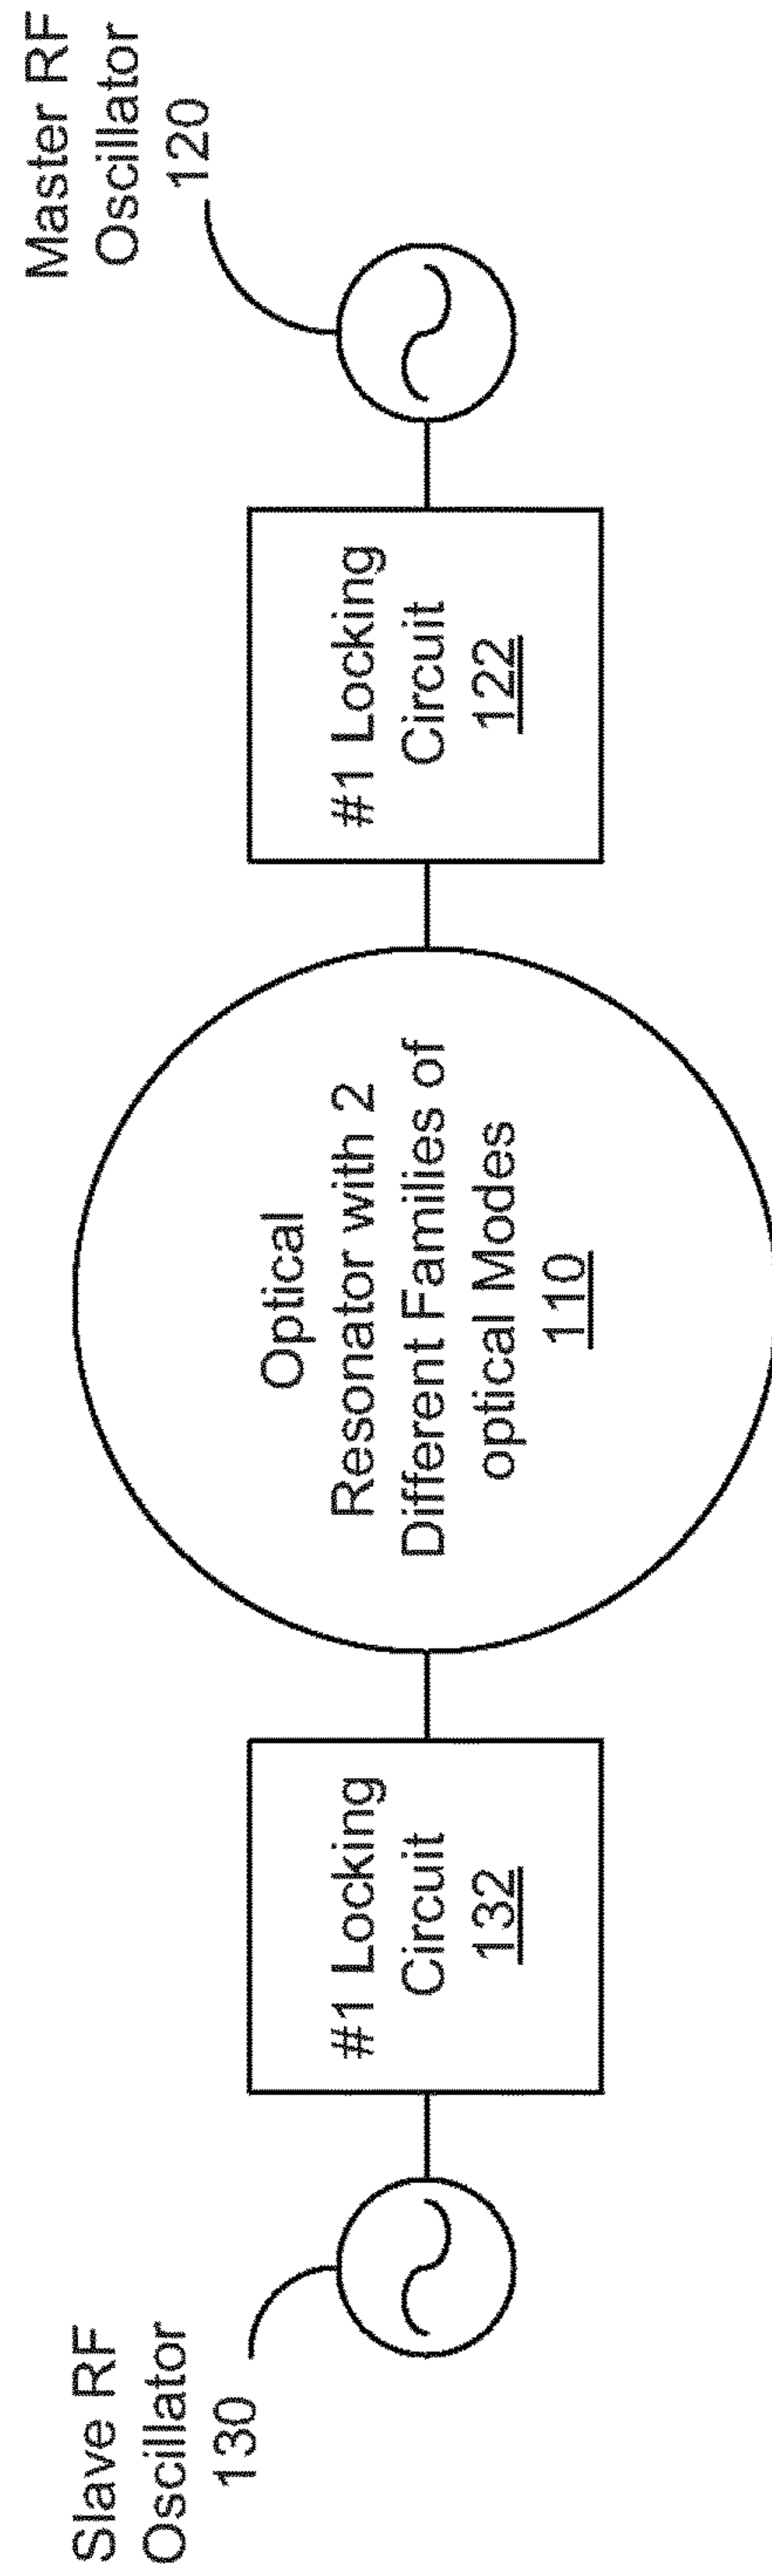 Slave RF
Oscillator
130
#1 Locking
Circuit
132
Optical
Resonator with 2
Different Families of
optical Modes
110
#1 Locking
Circuit
122
Master RF
Oscillator
120